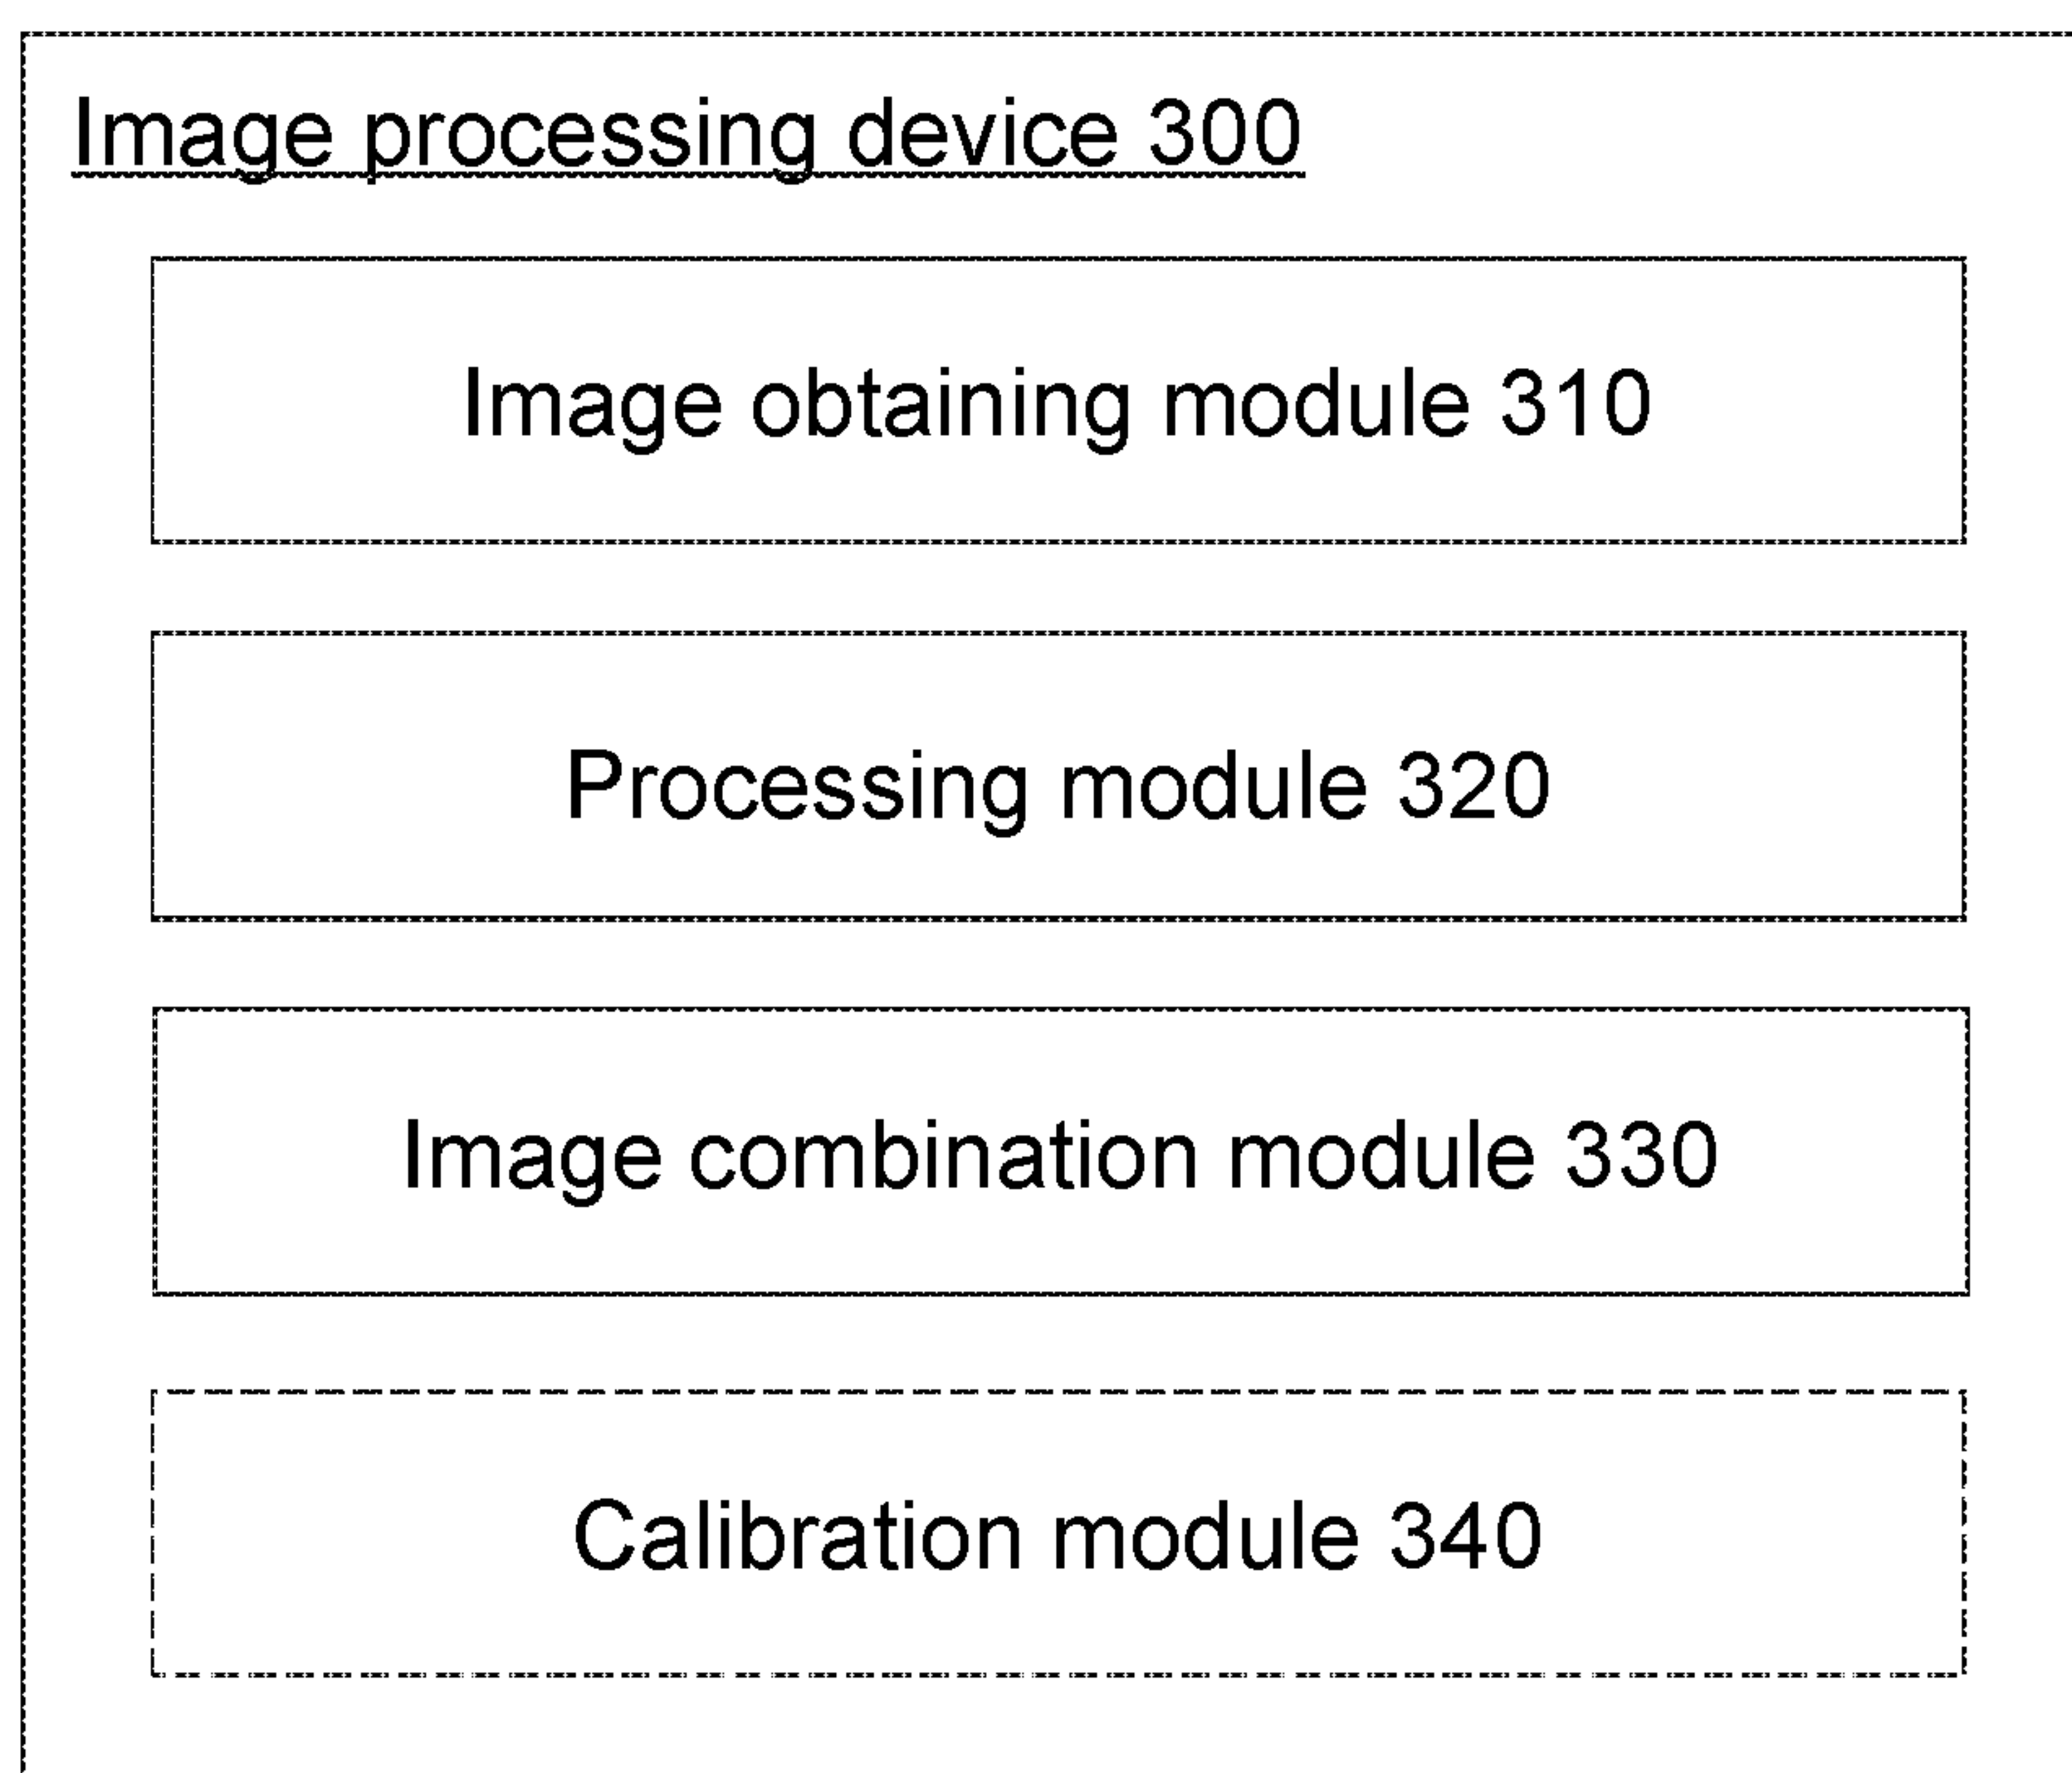 Image processing device 300
Image obtaining module 310
Processing module 320
Image combination module 330
Calibration module 340